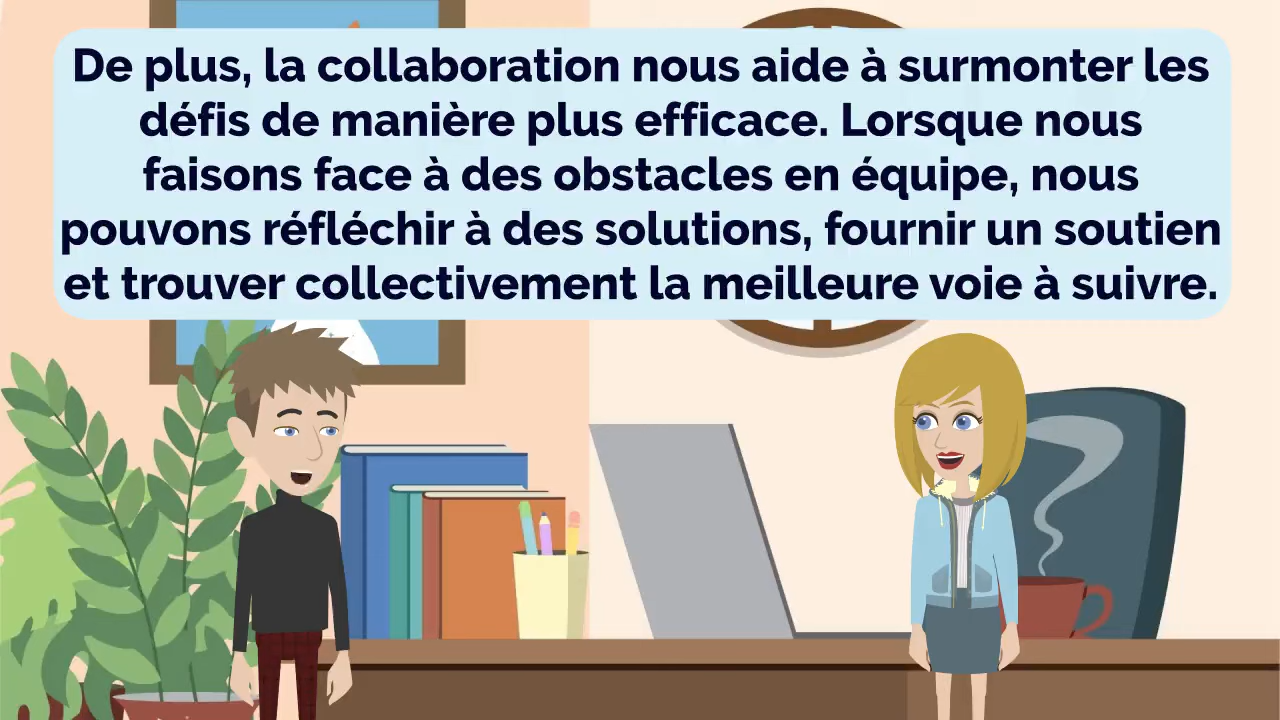 De plus, la collaboration nous aide à surmonter les
défis de manière plus efficace. Lorsque nous
faisons face à des obstacles en équipe, nous
pouvons réfléchir à des solutions, fournir un soutien
et trouver collectivement la meilleure voie à suivre.